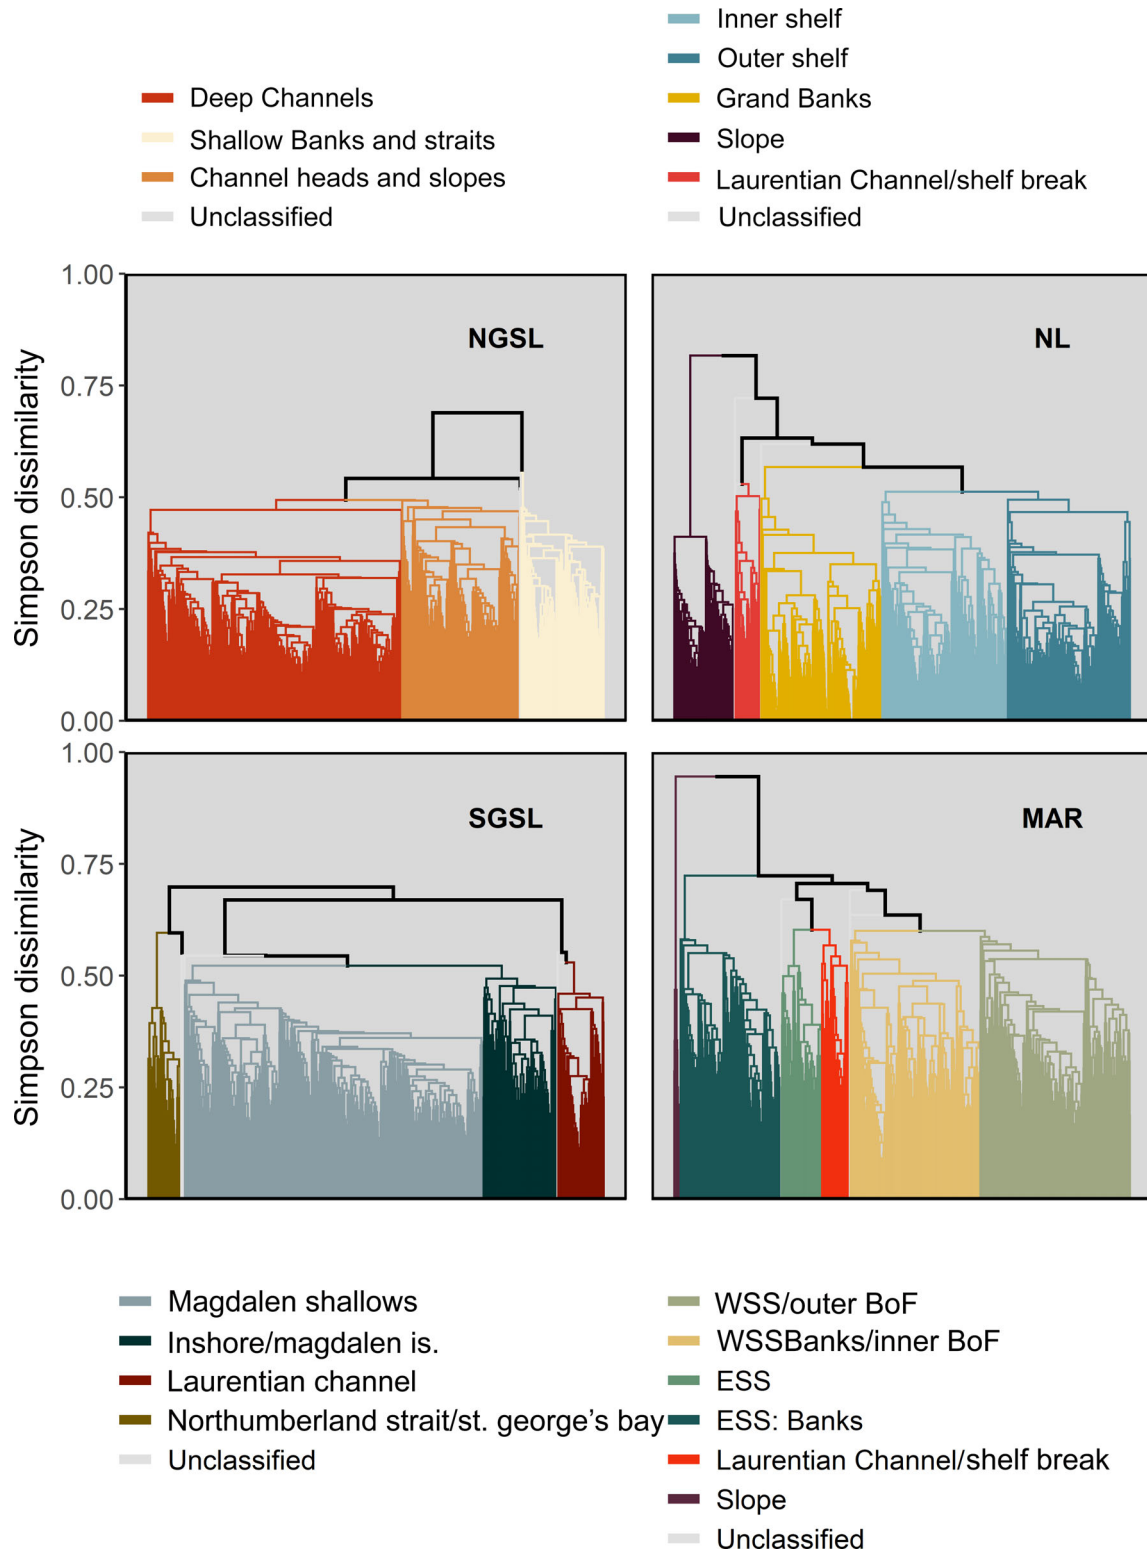 Deep Channels
Shallow Banks and straits
Channel heads and slopes
Unclassified
Inner shelf
Outer shelf
Grand Banks
Slope
Laurentian Channel/shelf break
Unclassified
Simpson dissimilarity
1.00
0.75
0.50
0.25
0.00
NGSL
NL
Simpson dissimilarity
1.00
0.75
0.50
0.25
0.00
SGSL
MAR
Magdalen shallows
Inshore/magdalen is.
Laurentian channel
Northumberland strait/st. george's bay
Unclassified
WSS/outer BoF
WSSBanks/inner BoF
ESS
ESS: Banks
Laurentian Channel/shelf break
Slope
Unclassified